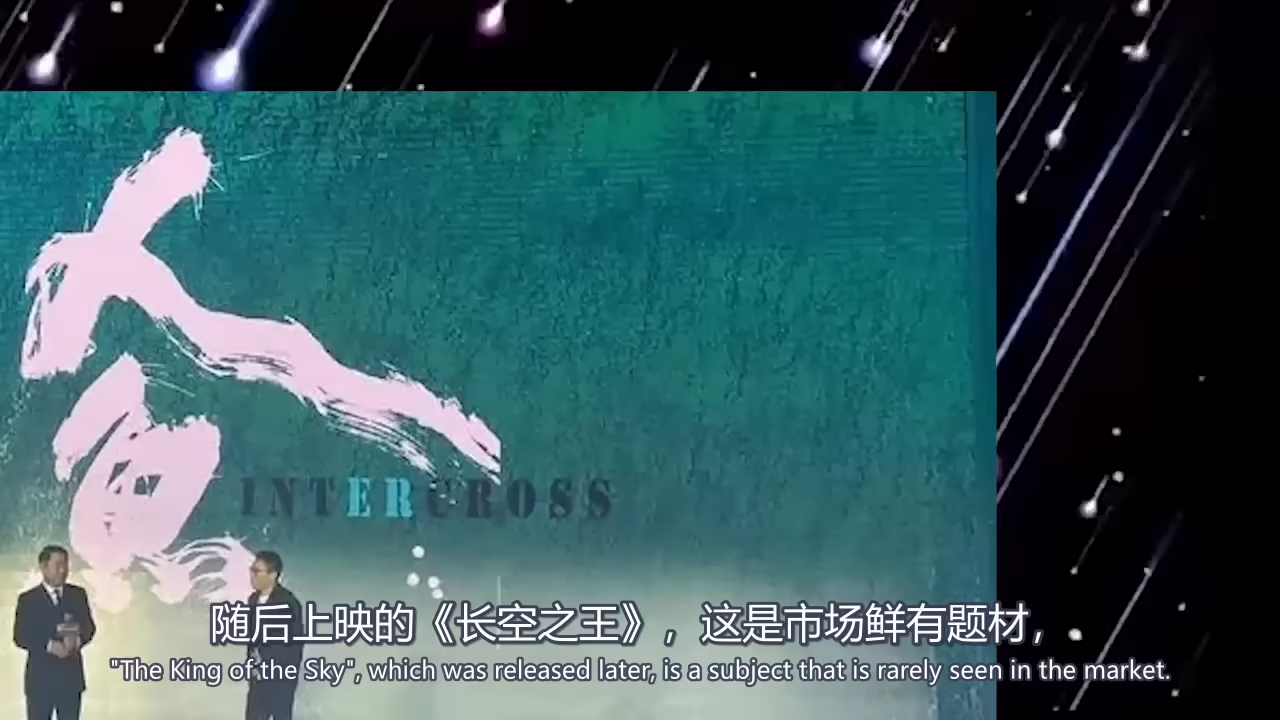 INTERCROSS
随后上映的《长空之王》，这是市场鲜有题材，
"The King of the Sky", which was released later, is a subject that is rarely seen in the market.